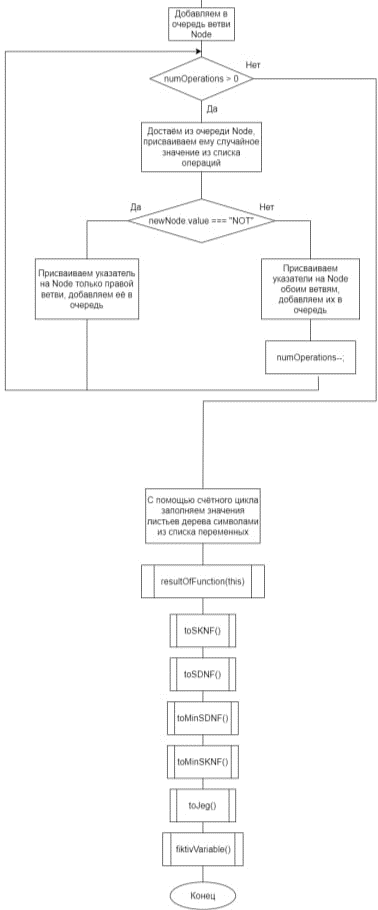 Добавляем в
очередь ветви
Node
numOperations > 0
Нет
Да
Достаём из очереди Node,
присваиваем ему случайное
значение из списка
операций
Да
newNode.value === "NOT"
Нет
Присваиваем указатель
на Node только правой
ветви, добавляем её в
очередь
Присваиваем
указатели на Node
обоим ветвям,
добавляем их в
очередь
numOperations--;
С помощью счётного цикла
заполняем значения
листьев дерева символами
из списка переменных
resultOfFunction(this)
toSKNF()
toSDNF()
toMinSDNF()
toMinSKNF()
toJeg()
fiktivVariable()
Конец